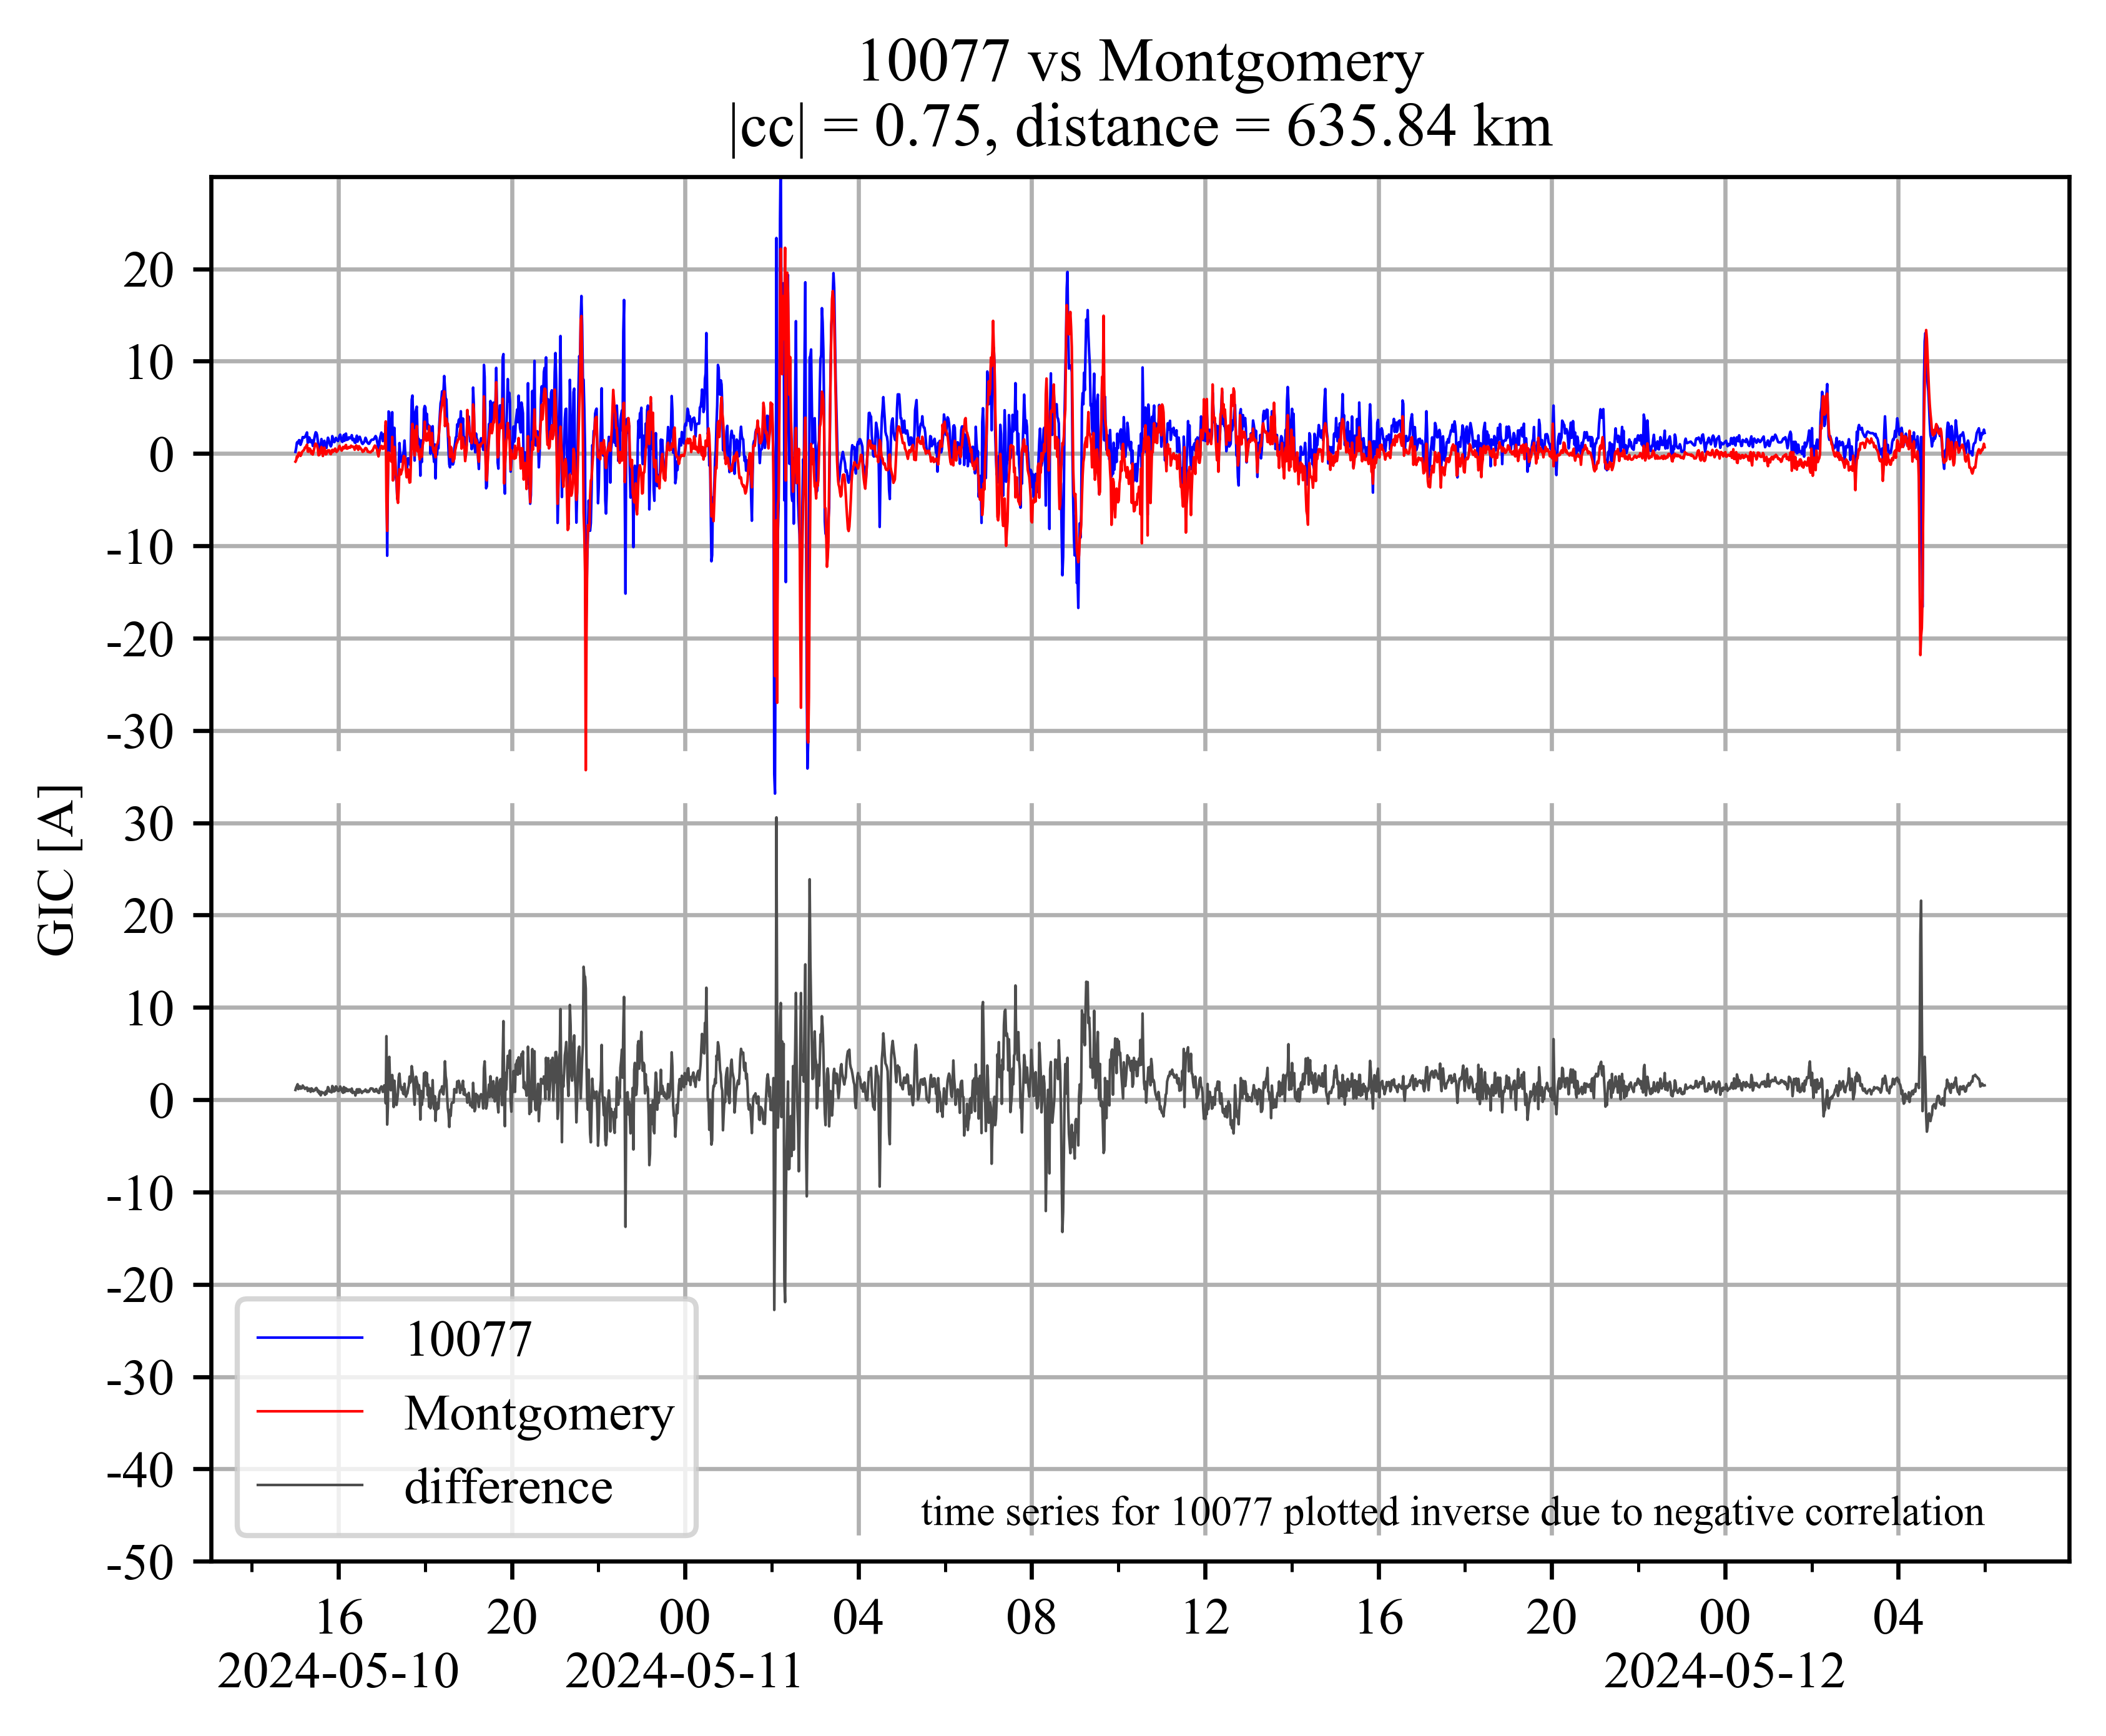 10077 vs Montgomery
|cc| = 0.75, distance = 635.84 km
GIC [A]
20
10
0
-10
-20
-30
30
20
10
0
-10
-20
-30
-40
-50
10077
Montgomery
difference
time series for 10077 plotted inverse due to negative correlation
16 20 00 04 08 12 16 20 00 04
2024-05-10 2024-05-11 2024-05-12